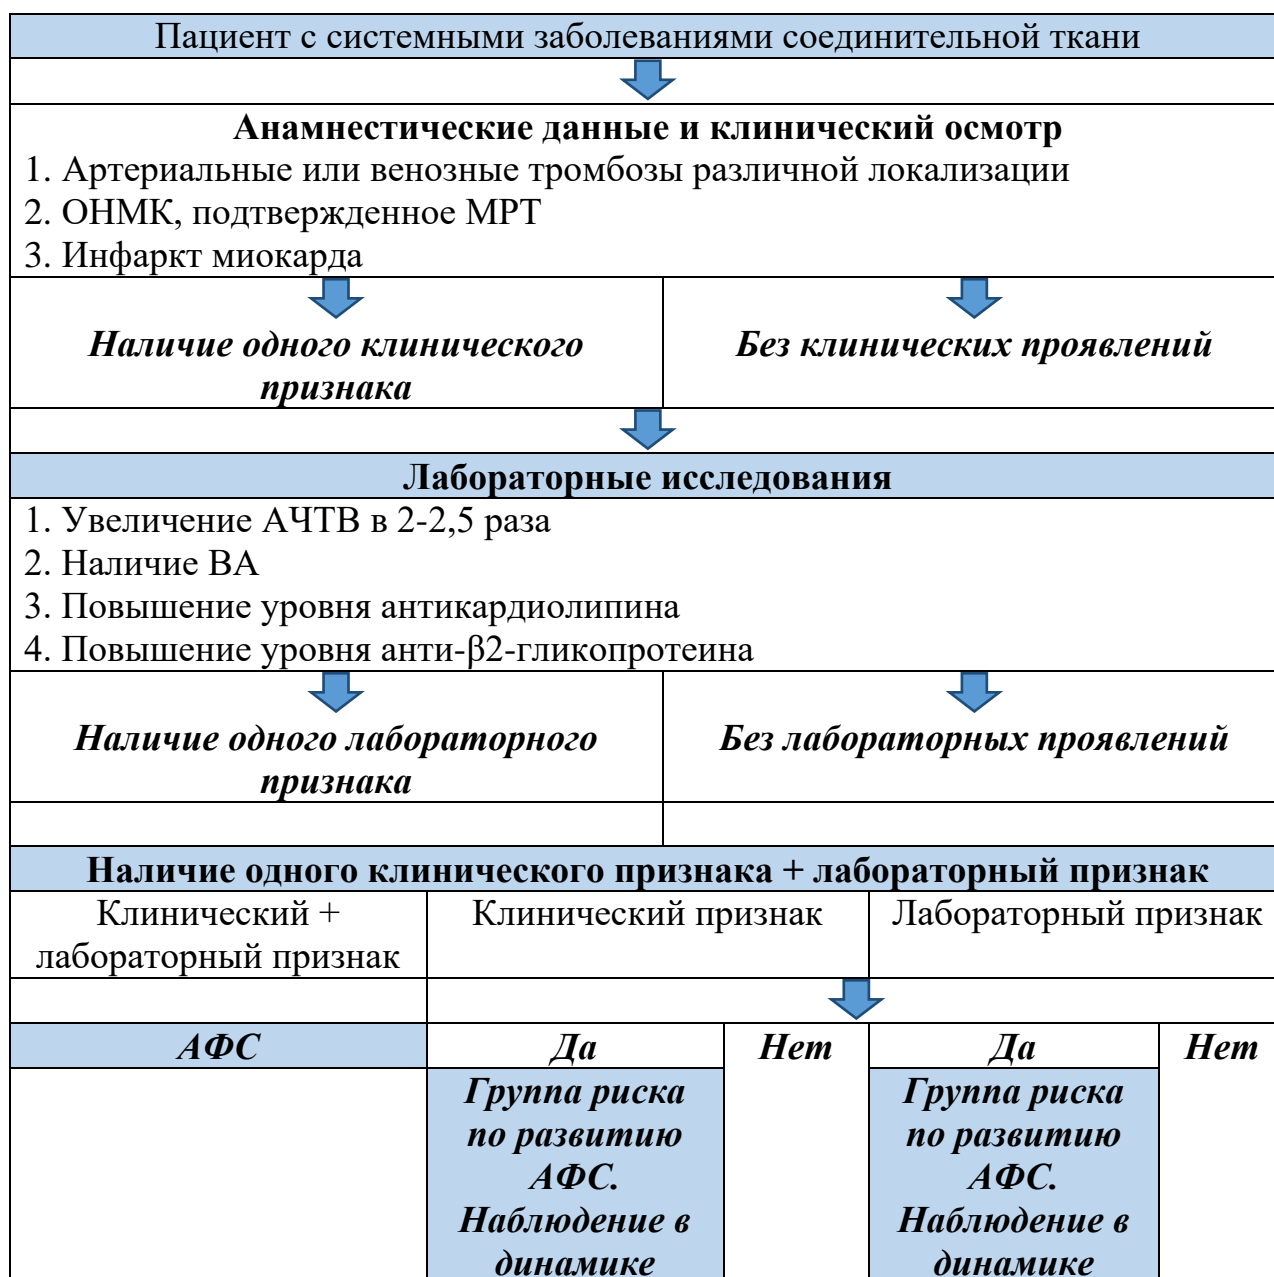 Пациент с системными заболеваниями соединительной ткани
Анамнестические данные и клинический осмотр
1. Артериальные или венозные тромбозы различной локализации
2. ОНМК, подтвержденное МРТ
3. Инфаркт миокарда
Наличие одного клинического
признака
Без клинических проявлений
Лабораторные исследования
1. Увеличение АЧТВ в 2-2,5 раза
2. Наличие ВА
3. Повышение уровня антикардиолипина
4. Повышение уровня анти-β2-гликопротеина
Наличие одного лабораторного
признака
Без лабораторных проявлений
Наличие одного клинического признака + лабораторный признак
Клинический +
лабораторный признак
Клинический признак
Лабораторный признак
АФС
Да
Нет
Да
Нет
Группа риска
по развитию
АФС.
Наблюдение в
динамике
Группа риска
по развитию
АФС.
Наблюдение в
динамике